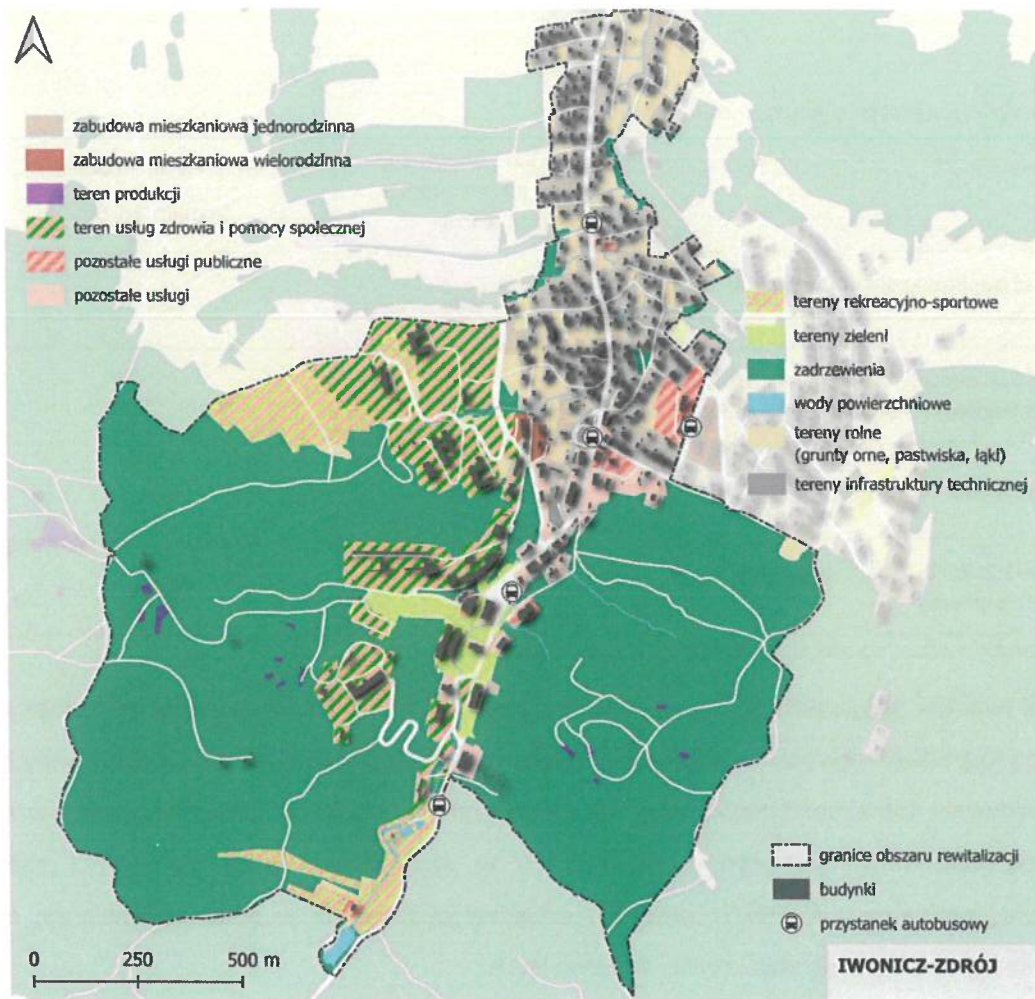 zabudowa mieszkaniowa jednorodzinna
zabudowa mieszkaniowa wielorodzinna
teren produkcji
teren usług zdrowia i pomocy społecznej
pozostałe usługi publiczne
pozostałe usługi
tereny rekreacyjno-sportowe
tereny zieleni
zadrzewienia
wody powierzchniowe
tereny rolne
(grunty orne, pastwiska, łąki)
tereny infrastruktury technicznej
granice obszaru rewitalizacji
budynki
przystanek autobusowy
0 250 500 m
IWONICZ-ZDRÓJ